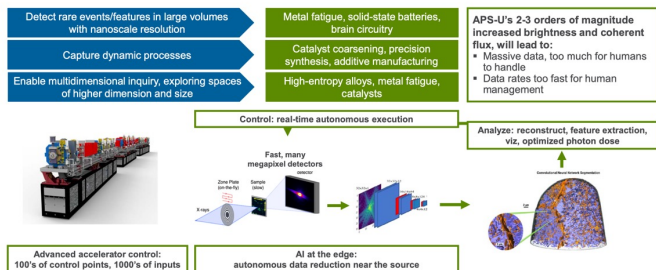 Detect rare events/features in large volumes
with nanoscale resolution
Metal fatigue, solid-state batteries,
brain circuitry
Capture dynamic processes
Catalyst coarsening, precision
synthesis, additive manufacturing
Enable multidimensional inquiry, exploring spaces
of higher dimension and size
High-entropy alloys, metal fatigue,
catalysts
APS-U's 2-3 orders of magnitude
increased brightness and coherent
flux, will lead to:
▪ Massive data, too much for humans
to handle
▪ Data rates too fast for human
management
Control: real-time autonomous execution
Analyze: reconstruct, feature extraction,
viz, optimized photon dose
Fast, many
megapixel detectors
detector
Zone Plate
(on-the-fly)
Sample
(slow)
X-rays
Convolutional Neural Network Segmentation
Advanced accelerator control:
100's of control points, 1000's of inputs
AI at the edge:
autonomous data reduction near the source